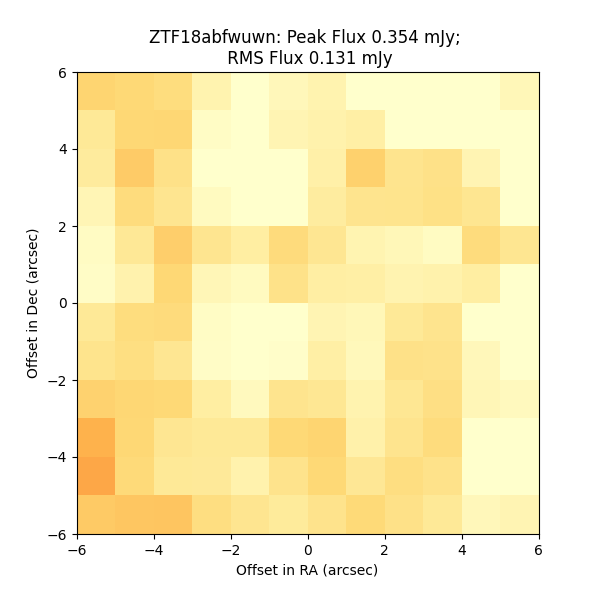 ZTF18abfwuwn: Peak Flux 0.354 mJy;
RMS Flux 0.131 mJy
6
4
2
0
−2
−4
−6
Offset in Dec (arcsec)
−6 −4 −2 0 2 4 6
Offset in RA (arcsec)